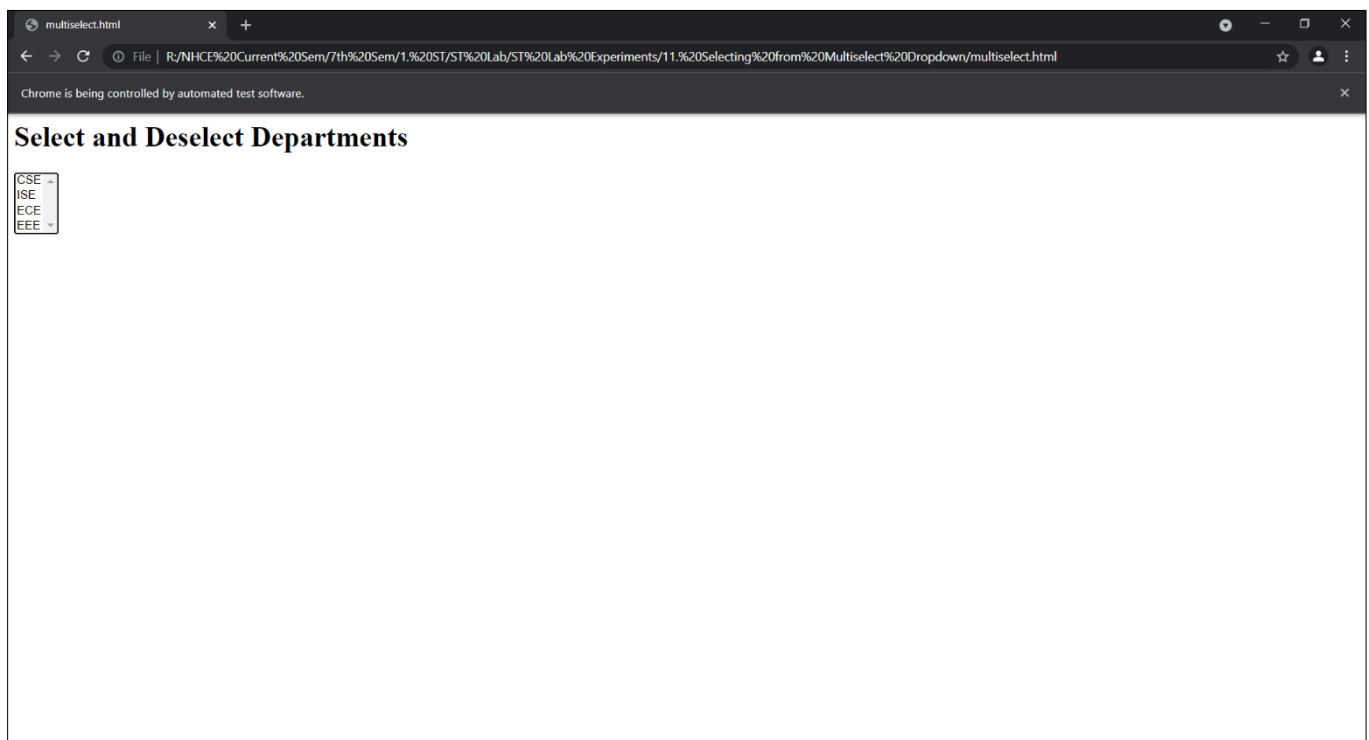 multiselect.html
File | R:/NHCE%20Current%20Sem/7th%20Sem/1.%20ST/ST%20Lab/ST%20Lab%20Experiments/11.%20Selecting%20from%20Multiselect%20Dropdown/multiselect.html
Chrome is being controlled by automated test software.
Select and Deselect Departments
CSE
ISE
ECE
EEE